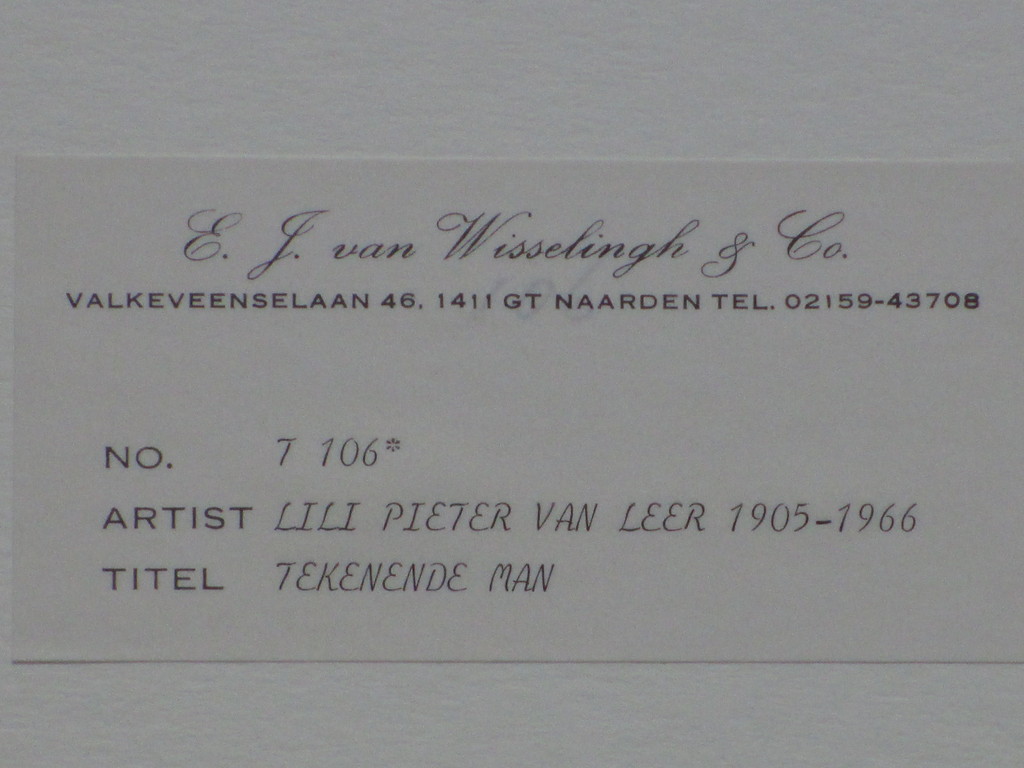 E. J. van Wisselingh & Co.
VALKEVEENSELAAN 46. 1411 GT NAARDEN TEL. 02159-43708
NO. T 106*
ARTIST LILI PIETER VAN LEER 1905-1966
TITEL TEKENENDE MAN